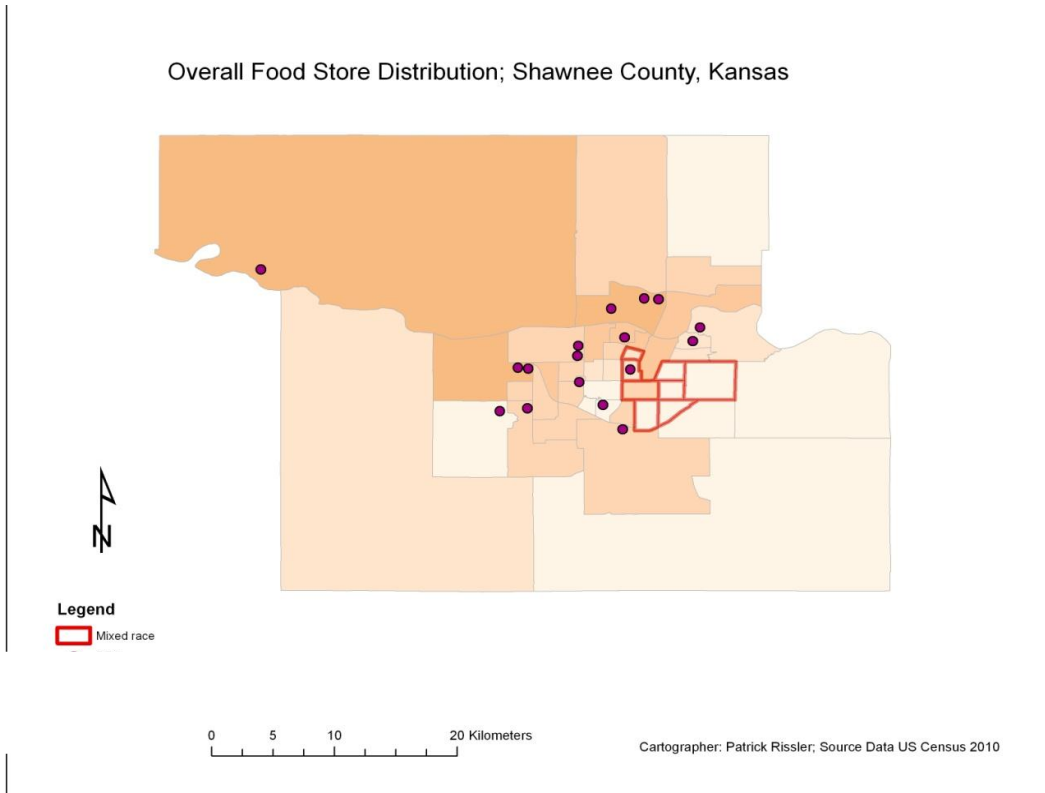 Overall Food Store Distribution; Shawnee County, Kansas
N
Legend
Mixed race
0 5 10 20 Kilometers
Cartographer: Patrick Rissler; Source Data US Census 2010